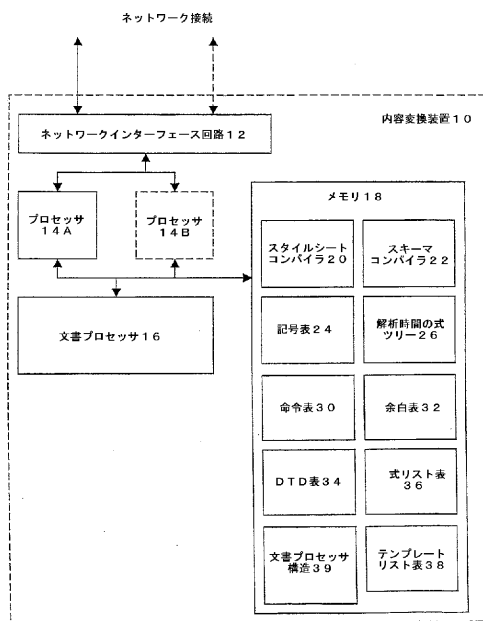 ネットワーク接続
内容変換装置１０
ネットワークインターフェース回路１２
プロセッサ
１４Ａ
プロセッサ
１４Ｂ
文書プロセッサ１６
メモリ１８
スタイルシート
コンパイラ２０
スキーマ
コンパイラ２２
記号表２４
解析時間の式
ツリー２６
命令表３０
余白表３２
ＤＴＤ表３４
式リスト表
３６
文書プロセッサ
構造３９
テンプレート
リスト表３８